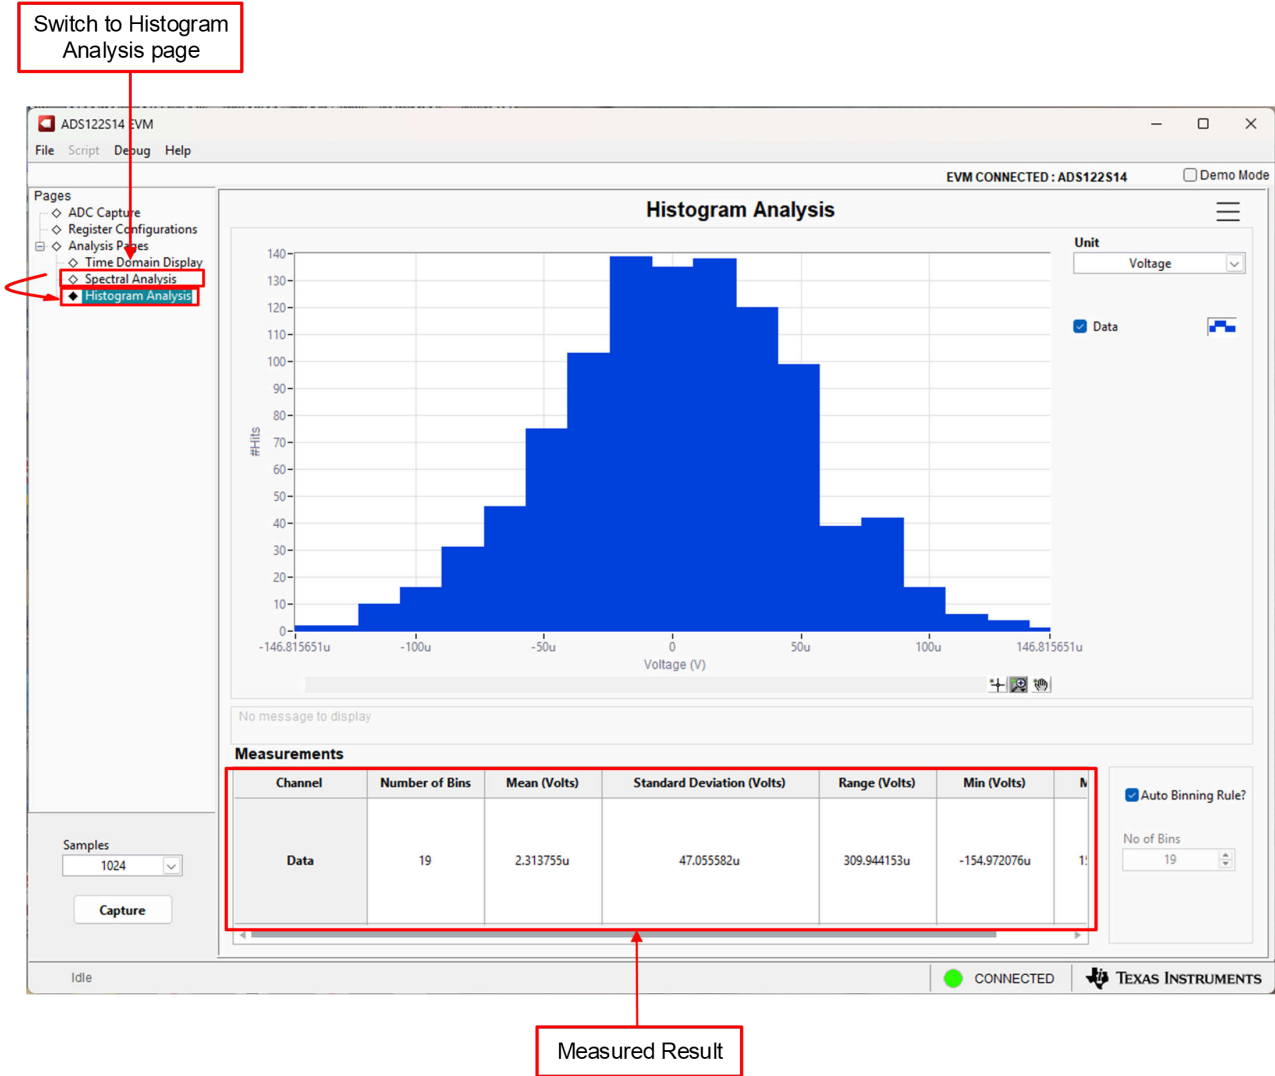 Switch to Histogram
Analysis page
ADS122S14 EVM
File Script Debug Help
EVM CONNECTED : ADS122S14
Demo Mode
Pages
ADC Capture
Register Configurations
Analysis Pages
Time Domain Display
Spectral Analysis
Histogram Analysis
Histogram Analysis
Unit
Voltage
Data
#Hits
140
130
120
110
100
90
80
70
60
50
40
30
20
10
0
-146.815651u -100u -50u 0 50u 100u 146.815651u
Voltage (V)
No message to display
Measurements
Channel Number of Bins Mean (Volts) Standard Deviation (Volts) Range (Volts) Min (Volts)
Data 19 2.313755u 47.055582u 309.944153u -154.972076u
Auto Binning Rule?
No of Bins
19
Samples
1024
Capture
Idle
CONNECTED
TEXAS INSTRUMENTS
Measured Result